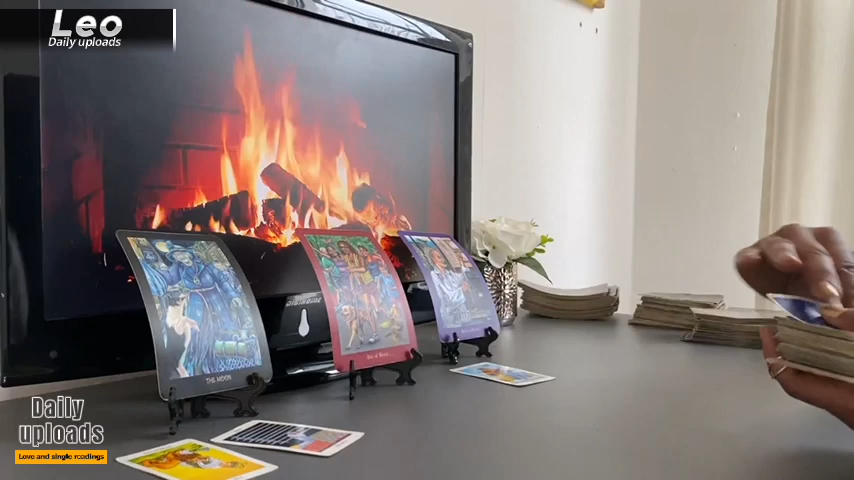 Leo
Daily uploads
THE MOON
Daily
uploads
Love and single readings